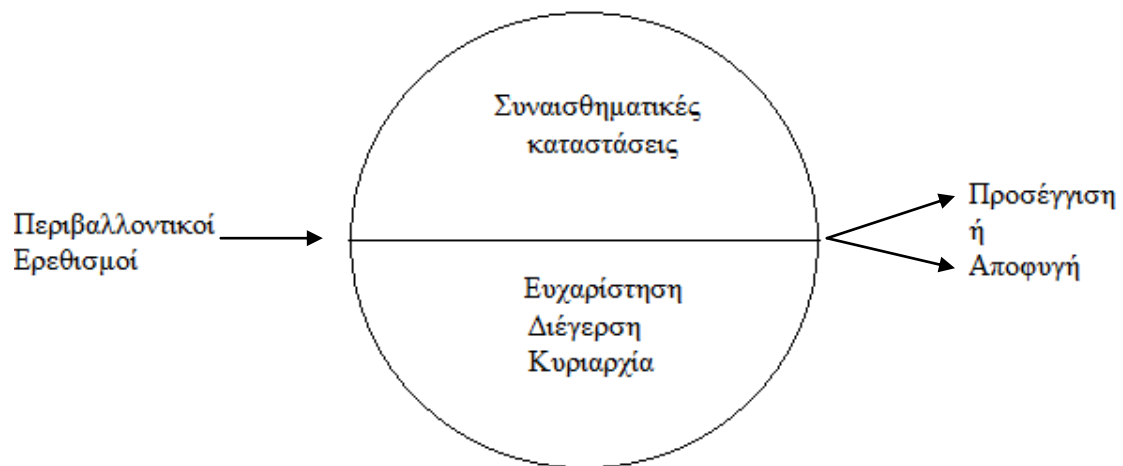 Συναισθηματικές
καταστάσεις
Περιβαλλοντικοί
Ερεθισμοί
Προσέγγιση
ή
Αποφυγή
Ευχαρίστηση
Διέγερση
Κυριαρχία